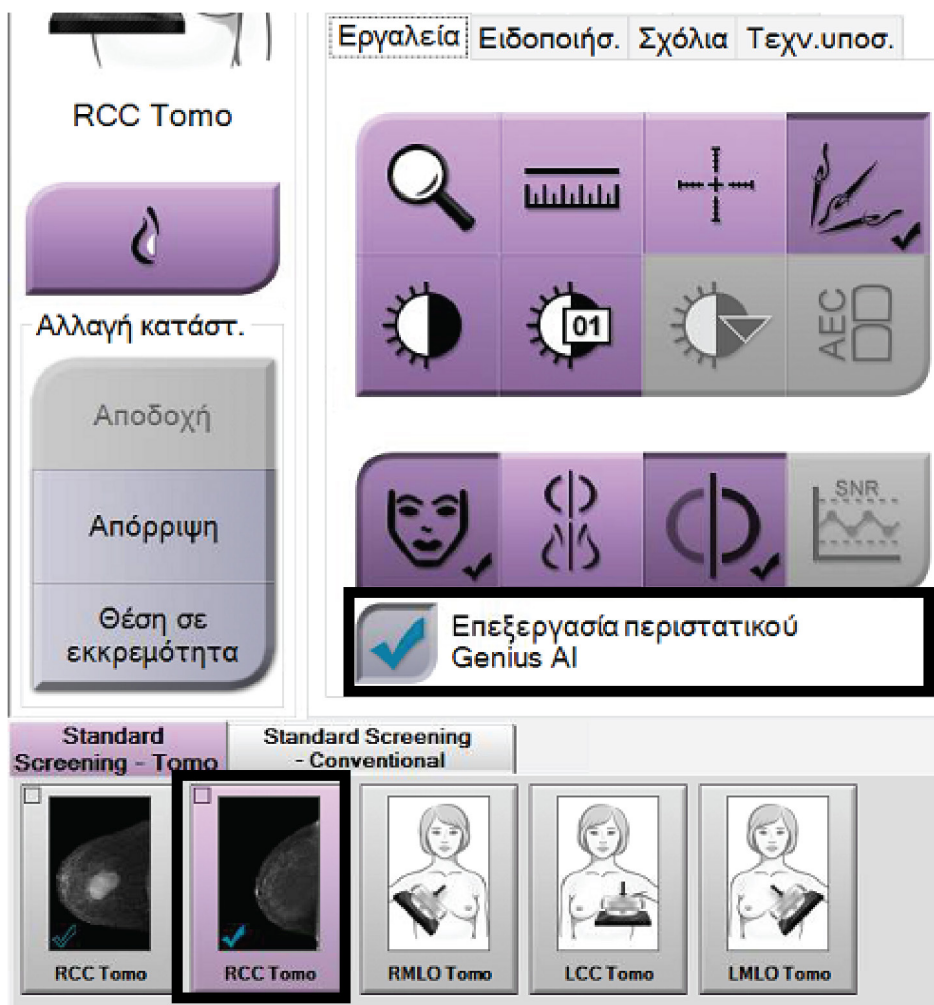 RCC Tomo
Αλλαγή κατάστ.
Αποδοχή
Απόρριψη
Θέση σε
εκκρεμότητα
Εργαλεία Ειδοποιήσ. Σχόλια Τεχν.υποσ.
01
AEC
SNR
Επεξεργασία περιστατικού
Genius AI
Standard
Screening - Tomo
Standard Screening
- Conventional
RCC Tomo
RCC Tomo
RMLO Tomo
LCC Tomo
LMLO Tomo